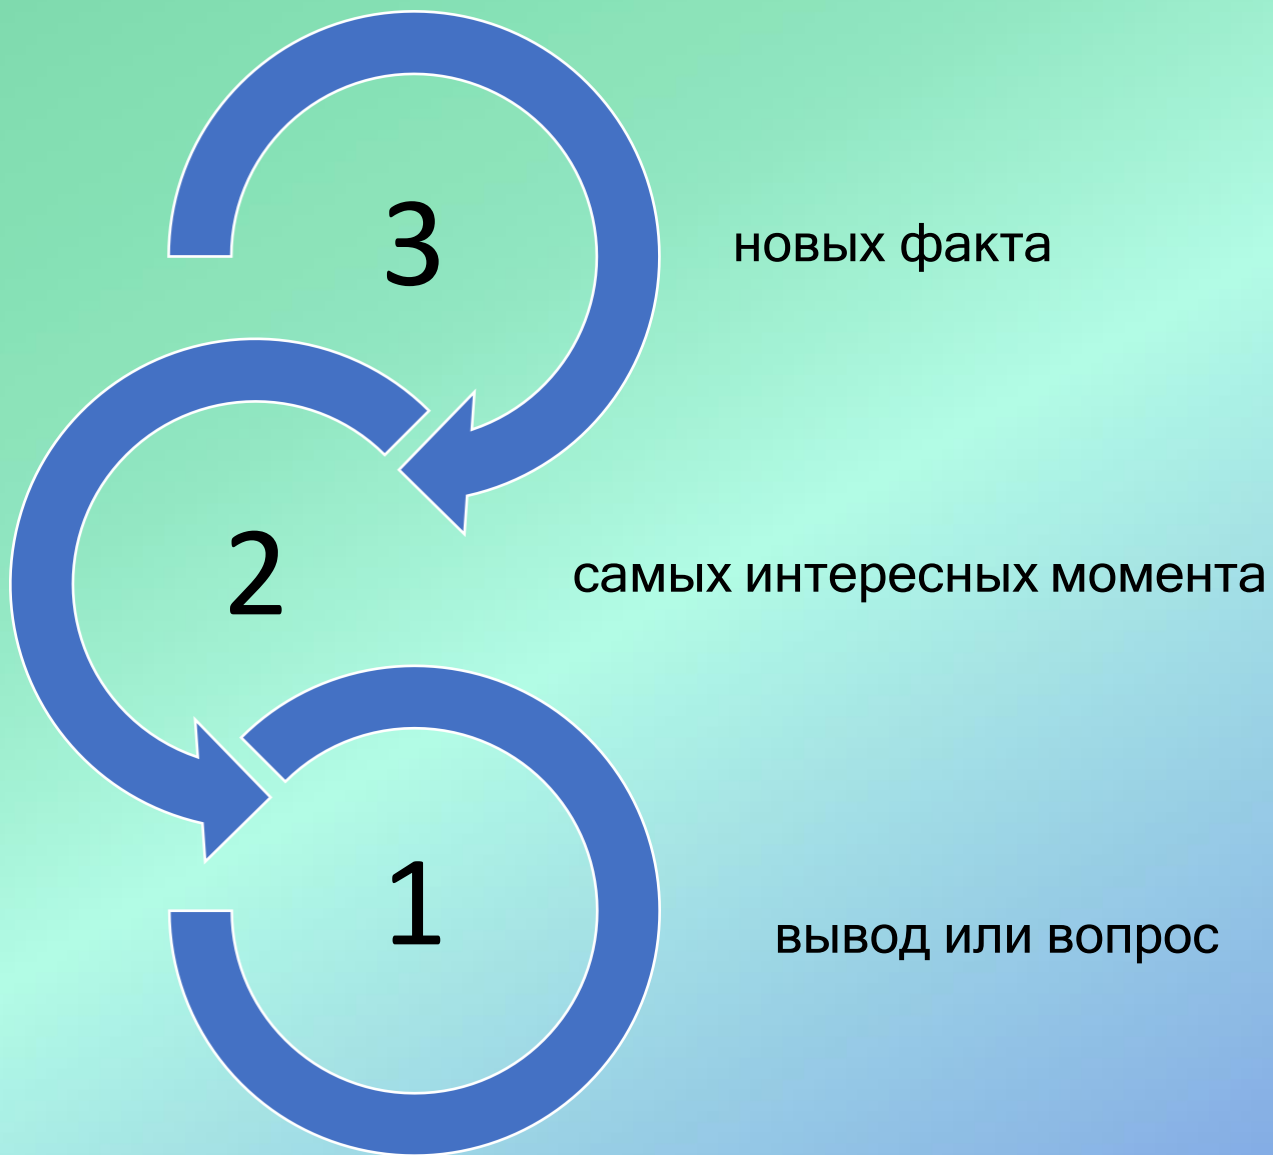 3
новых факта
2
самых интересных момента
1
вывод или вопрос